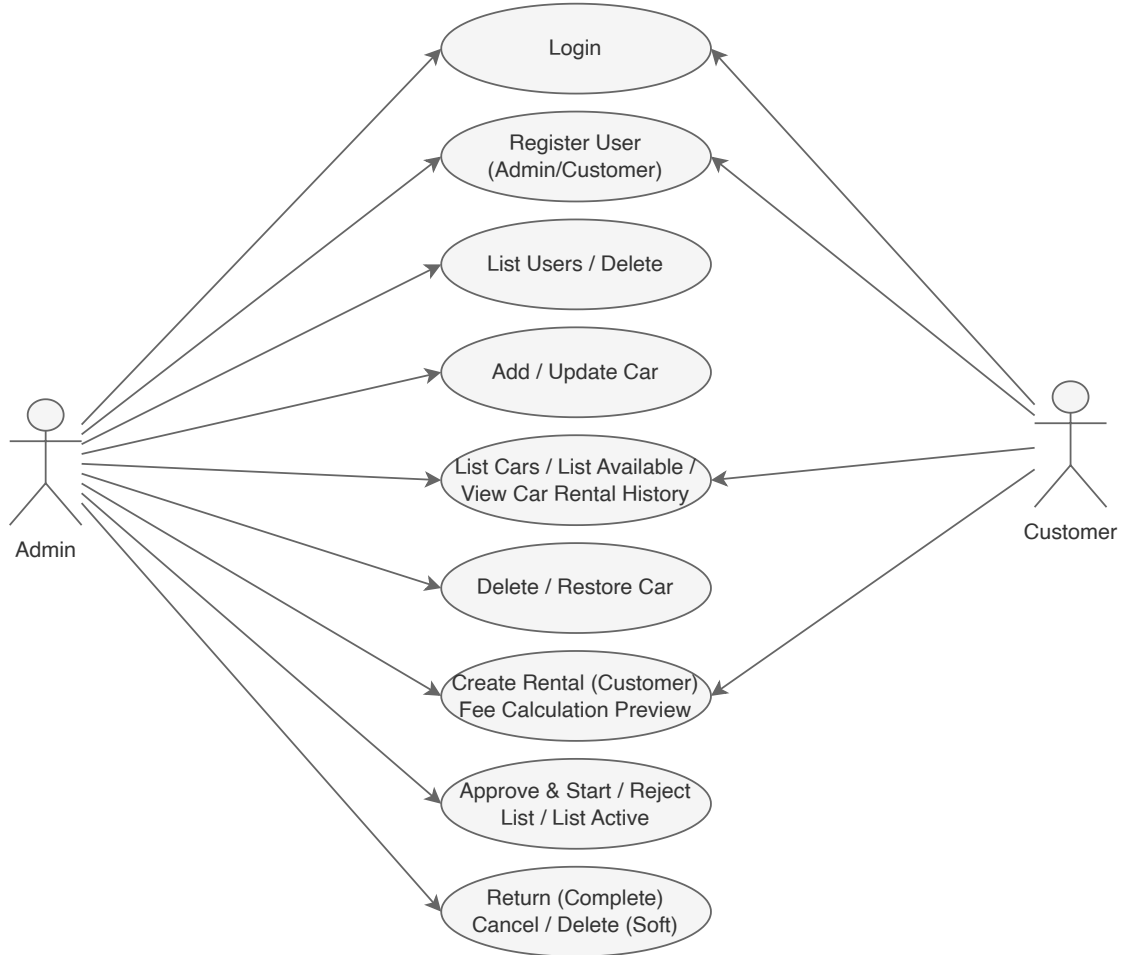 Login
Register User
(Admin/Customer)
List Users / Delete
Add / Update Car
List Cars / List Available /
View Car Rental History
Admin
Customer
Delete / Restore Car
Create Rental (Customer)
Fee Calculation Preview
Approve & Start / Reject
List / List Active
Return (Complete)
Cancel / Delete (Soft)